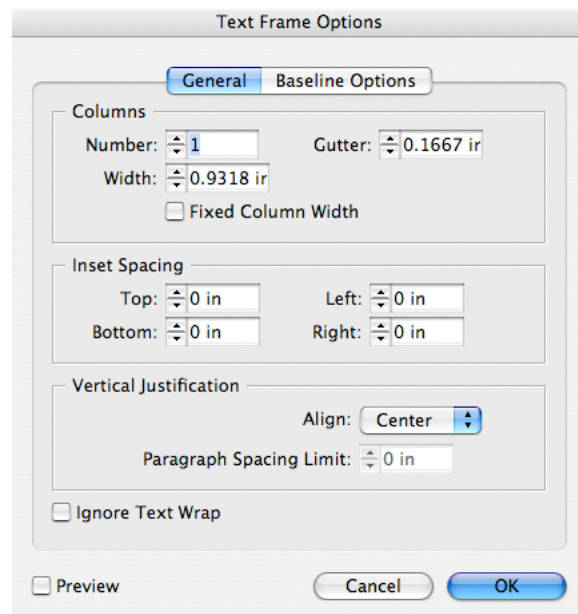 Text Frame Options
General Baseline Options
Columns
Number: 1 Gutter: 0.1667 in
Width: 0.9318 in
Fixed Column Width
Inset Spacing
Top: 0 in Left: 0 in
Bottom: 0 in Right: 0 in
Vertical Justification
Align: Center
Paragraph Spacing Limit: 0 in
Ignore Text Wrap
Preview Cancel OK